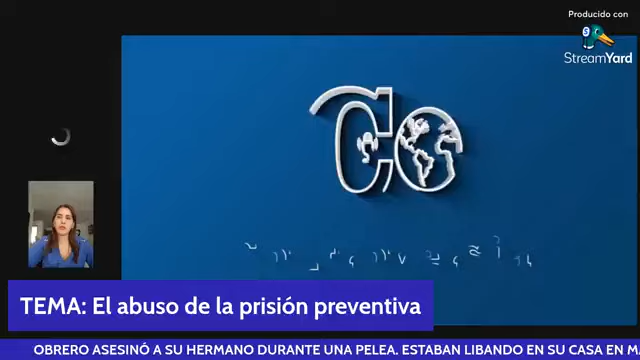 Producido con
StreamYard
CO
TEMA: El abuso de la prisión preventiva
OBRERO ASESINÓ A SU HERMANO DURANTE UNA PELEA. ESTABAN LIBANDO EN SU CASA EN